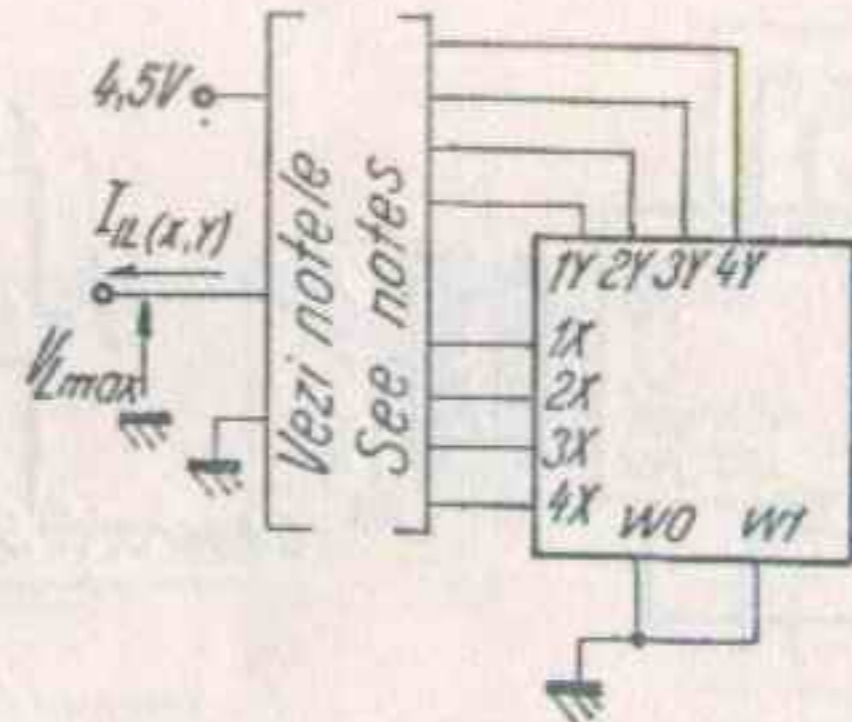 4,5V
I_IL(X,Y)
V_Lmax
Vezi notele
See notes
1Y 2Y 3Y 4Y
1X
2X
3X
4X
W0 W1